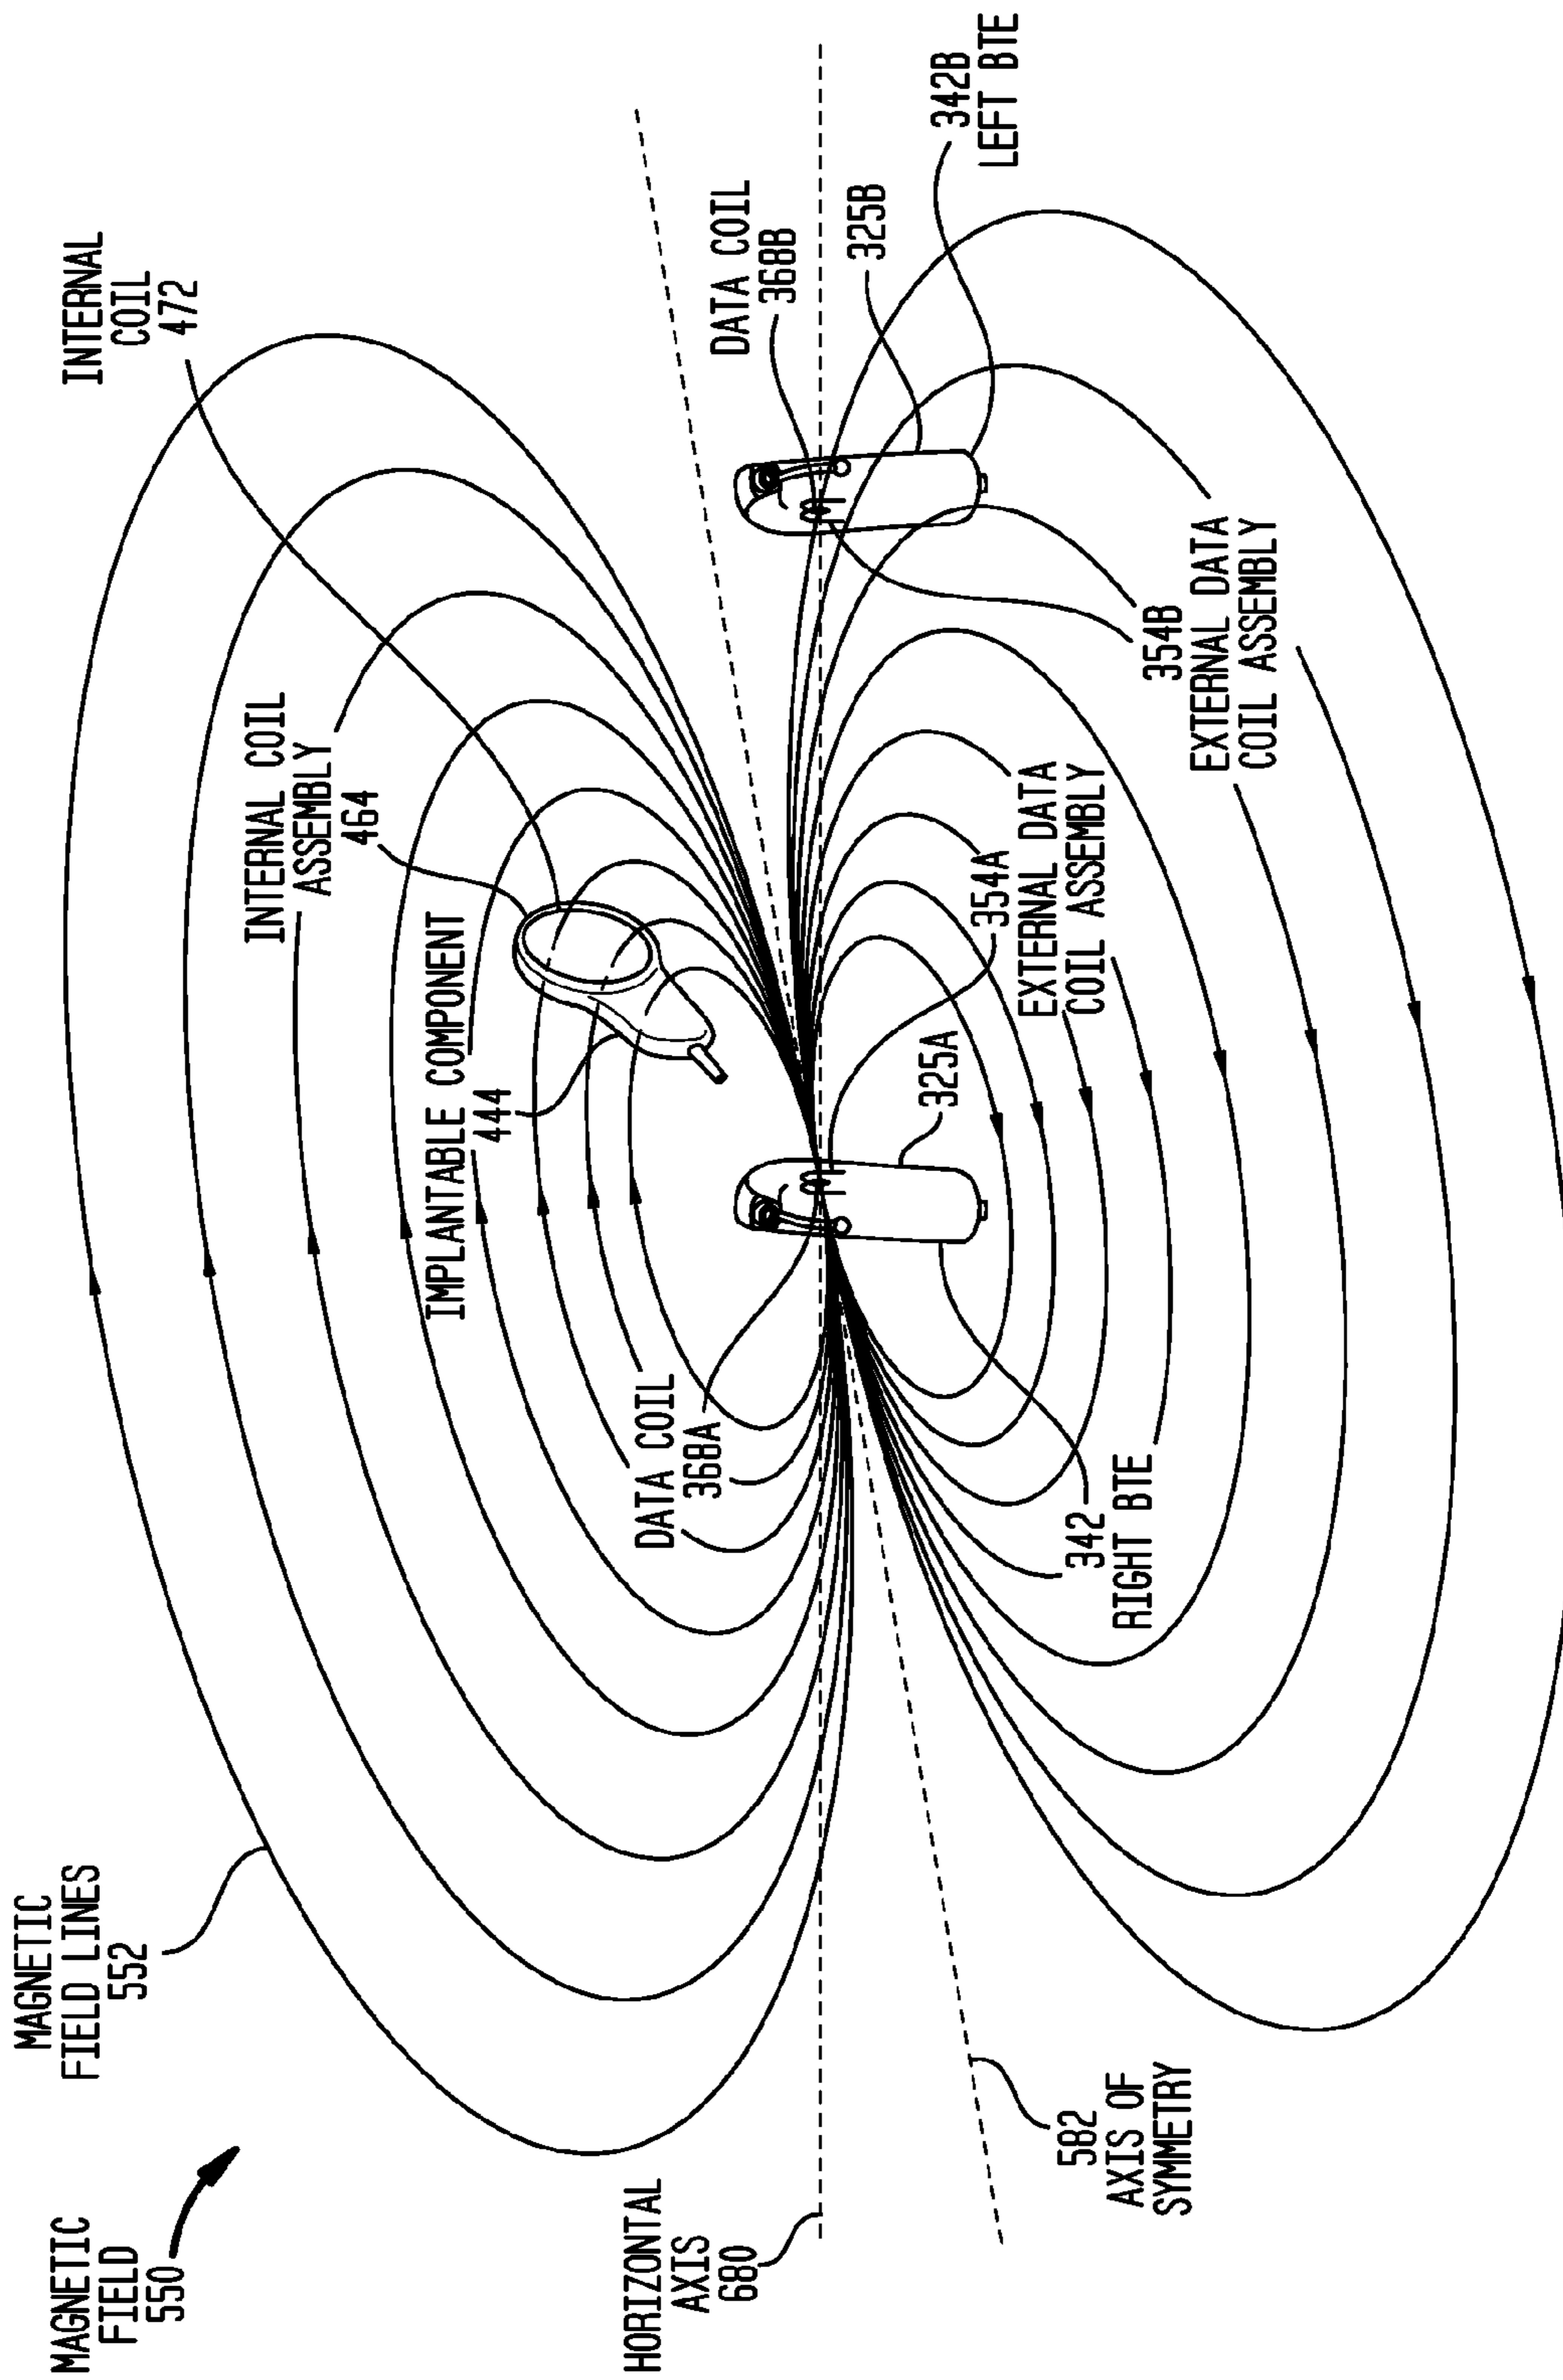 MAGNETIC
FIELD
550
MAGNETIC
FIELD LINES
552
INTERNAL
COIL
472
INTERNAL COIL
ASSEMBLY
464
IMPLANTABLE COMPONENT
444
HORIZONTAL
AXIS
680
DATA COIL
368A
DATA COIL
368B
325B
342B
LEFT BTE
325A
354A
EXTERNAL DATA
COIL ASSEMBLY
354B
EXTERNAL DATA
COIL ASSEMBLY
342
RIGHT BTE
582
AXIS OF
SYMMETRY